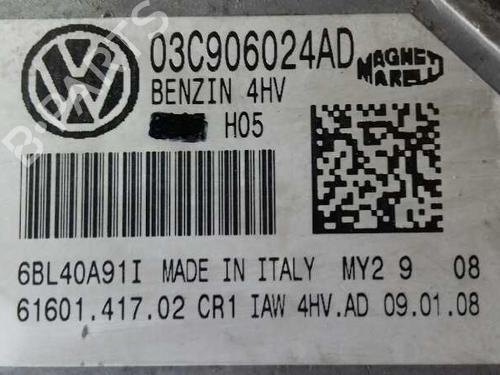 03C906024AD
MAGNETI MARELLI
BENZIN 4HV
H05
6BL40A91I MADE IN ITALY MY2 9 08
61601.417.02 CR1 IAW 4HV.AD 09.01.08
B-PARTS